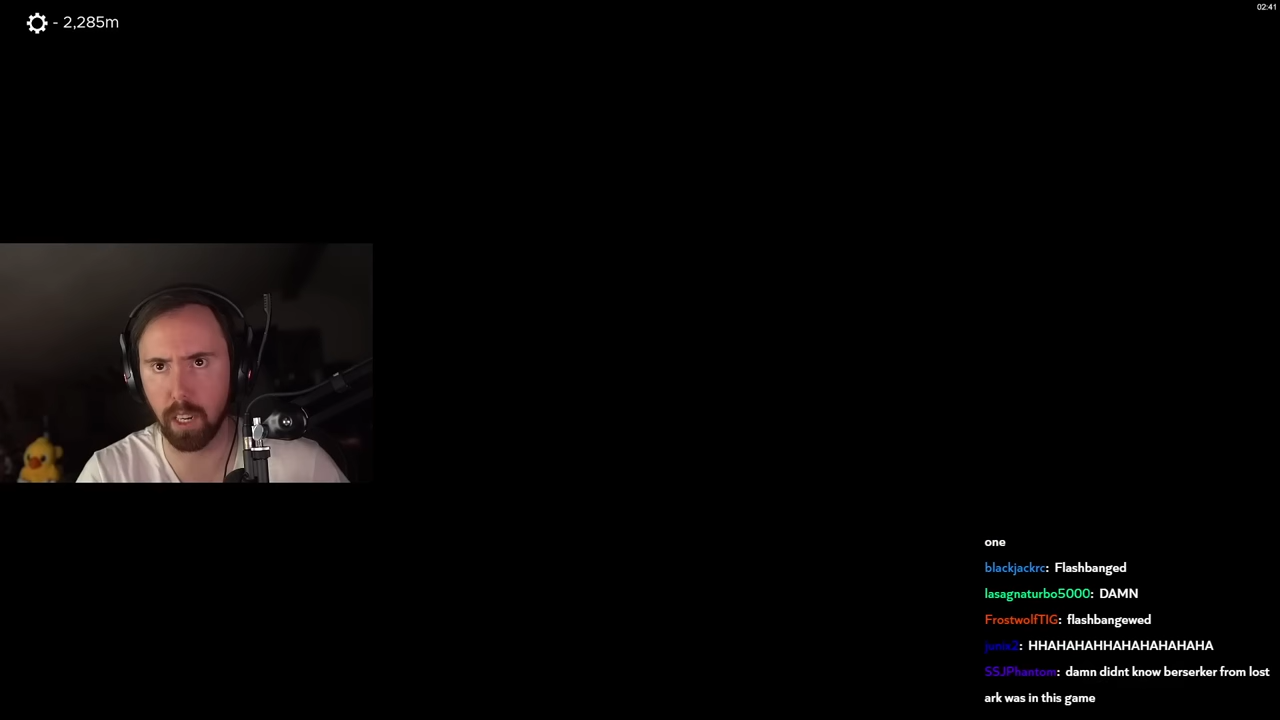 - 2,285m
02:41
one
blackjackrc: Flashbanged
lasagnaturbo5000: DAMN
FrostwolfTIG: flashbangewed
junix2: HHAHAHAHHAHAHAHAHAHA
SSJPhantom: damn didnt know berserker from lost
ark was in this game